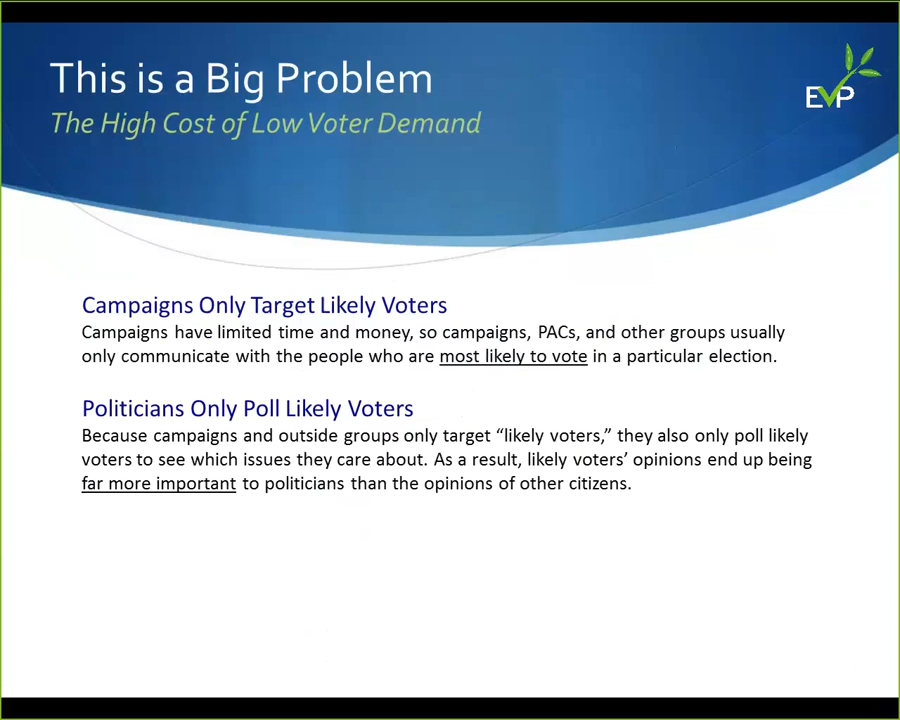 This is a Big Problem
The High Cost of Low Voter Demand
EVP
Campaigns Only Target Likely Voters
Campaigns have limited time and money, so campaigns, PACs, and other groups usually
only communicate with the people who are most likely to vote in a particular election.
Politicians Only Poll Likely Voters
Because campaigns and outside groups only target “likely voters,” they also only poll likely
voters to see which issues they care about. As a result, likely voters’ opinions end up being
far more important to politicians than the opinions of other citizens.